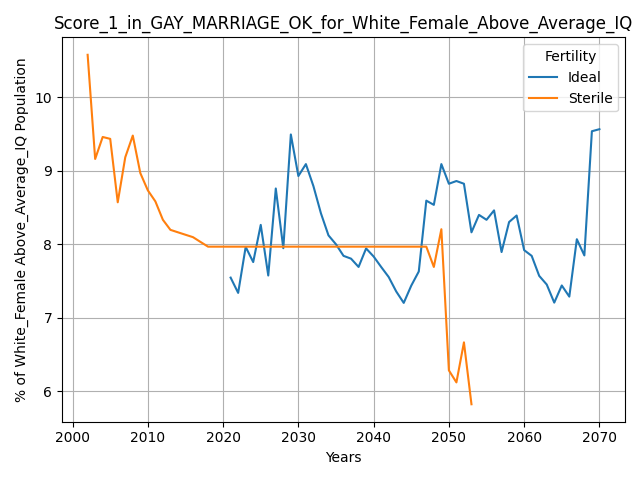 Score_1_in_GAY_MARRIAGE_OK_for_White_Female_Above_Average_IQ
% of White_Female Above_Average_IQ Population
10
9
8
7
6
Fertility
Ideal
Sterile
2000 2010 2020 2030 2040 2050 2060 2070
Years